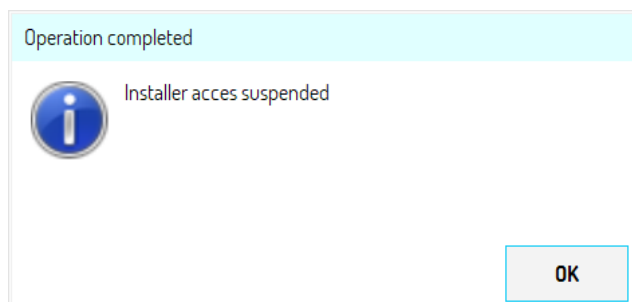 Operation completed
Installer acces suspended
OK